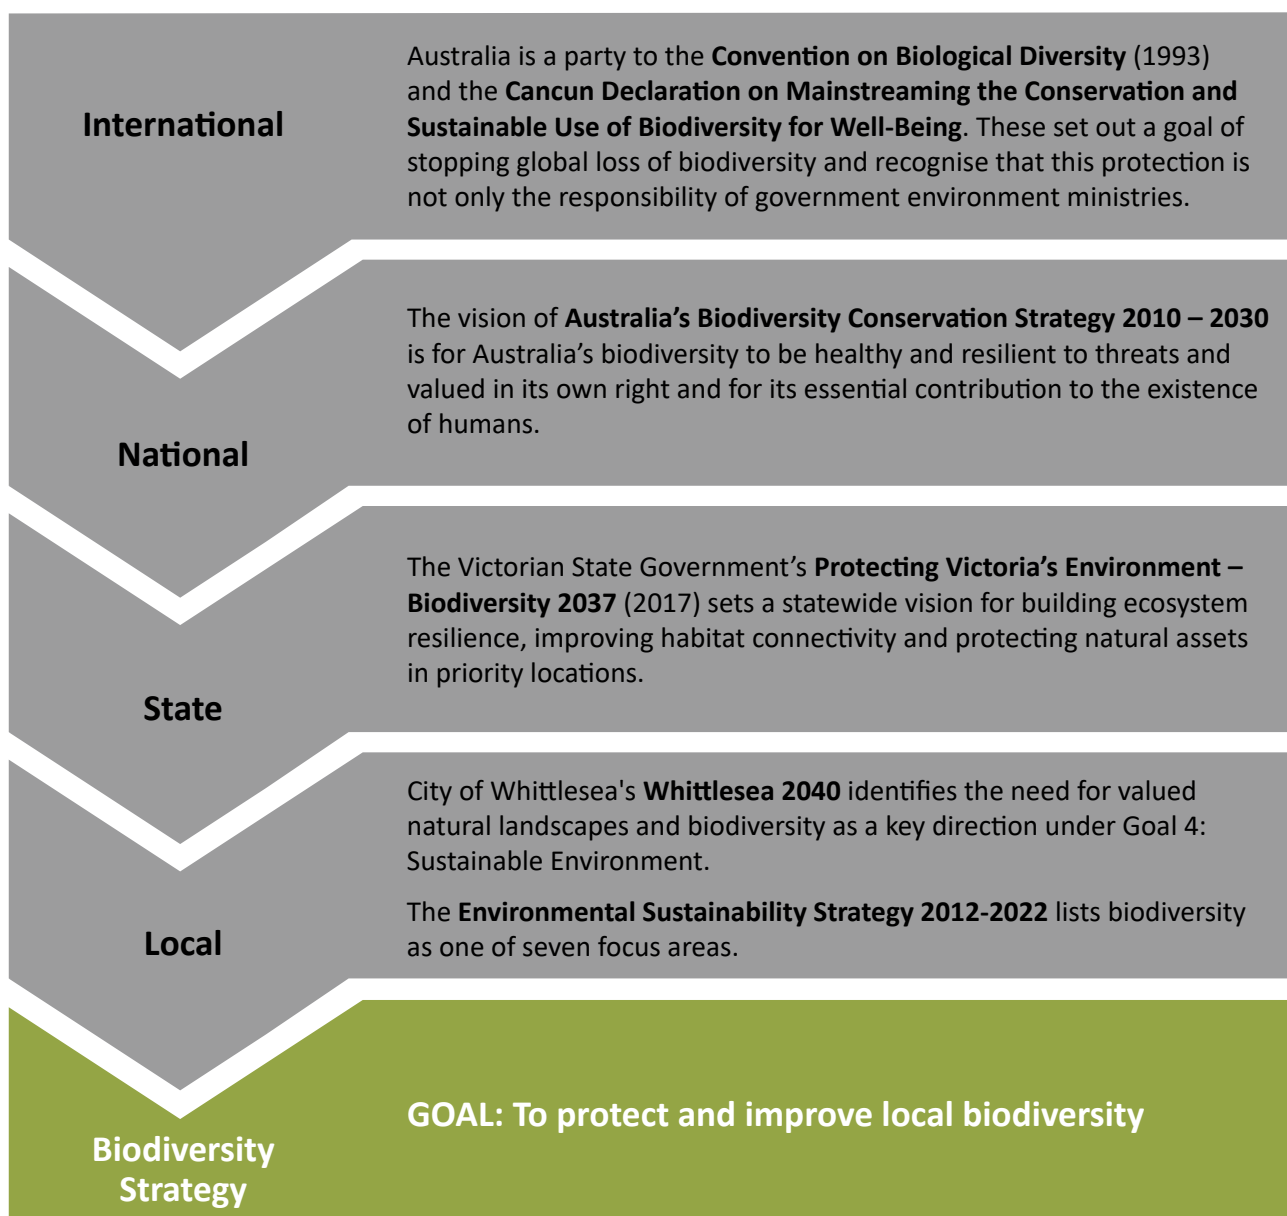 International
Australia is a party to the Convention on Biological Diversity (1993)
and the Cancun Declaration on Mainstreaming the Conservation and
Sustainable Use of Biodiversity for Well-Being. These set out a goal of
stopping global loss of biodiversity and recognise that this protection is
not only the responsibility of government environment ministries.
National
The vision of Australia’s Biodiversity Conservation Strategy 2010 – 2030
is for Australia’s biodiversity to be healthy and resilient to threats and
valued in its own right and for its essential contribution to the existence
of humans.
State
The Victorian State Government’s Protecting Victoria’s Environment –
Biodiversity 2037 (2017) sets a statewide vision for building ecosystem
resilience, improving habitat connectivity and protecting natural assets
in priority locations.
Local
City of Whittlesea's Whittlesea 2040 identifies the need for valued
natural landscapes and biodiversity as a key direction under Goal 4:
Sustainable Environment.
The Environmental Sustainability Strategy 2012-2022 lists biodiversity
as one of seven focus areas.
Biodiversity
Strategy
GOAL: To protect and improve local biodiversity